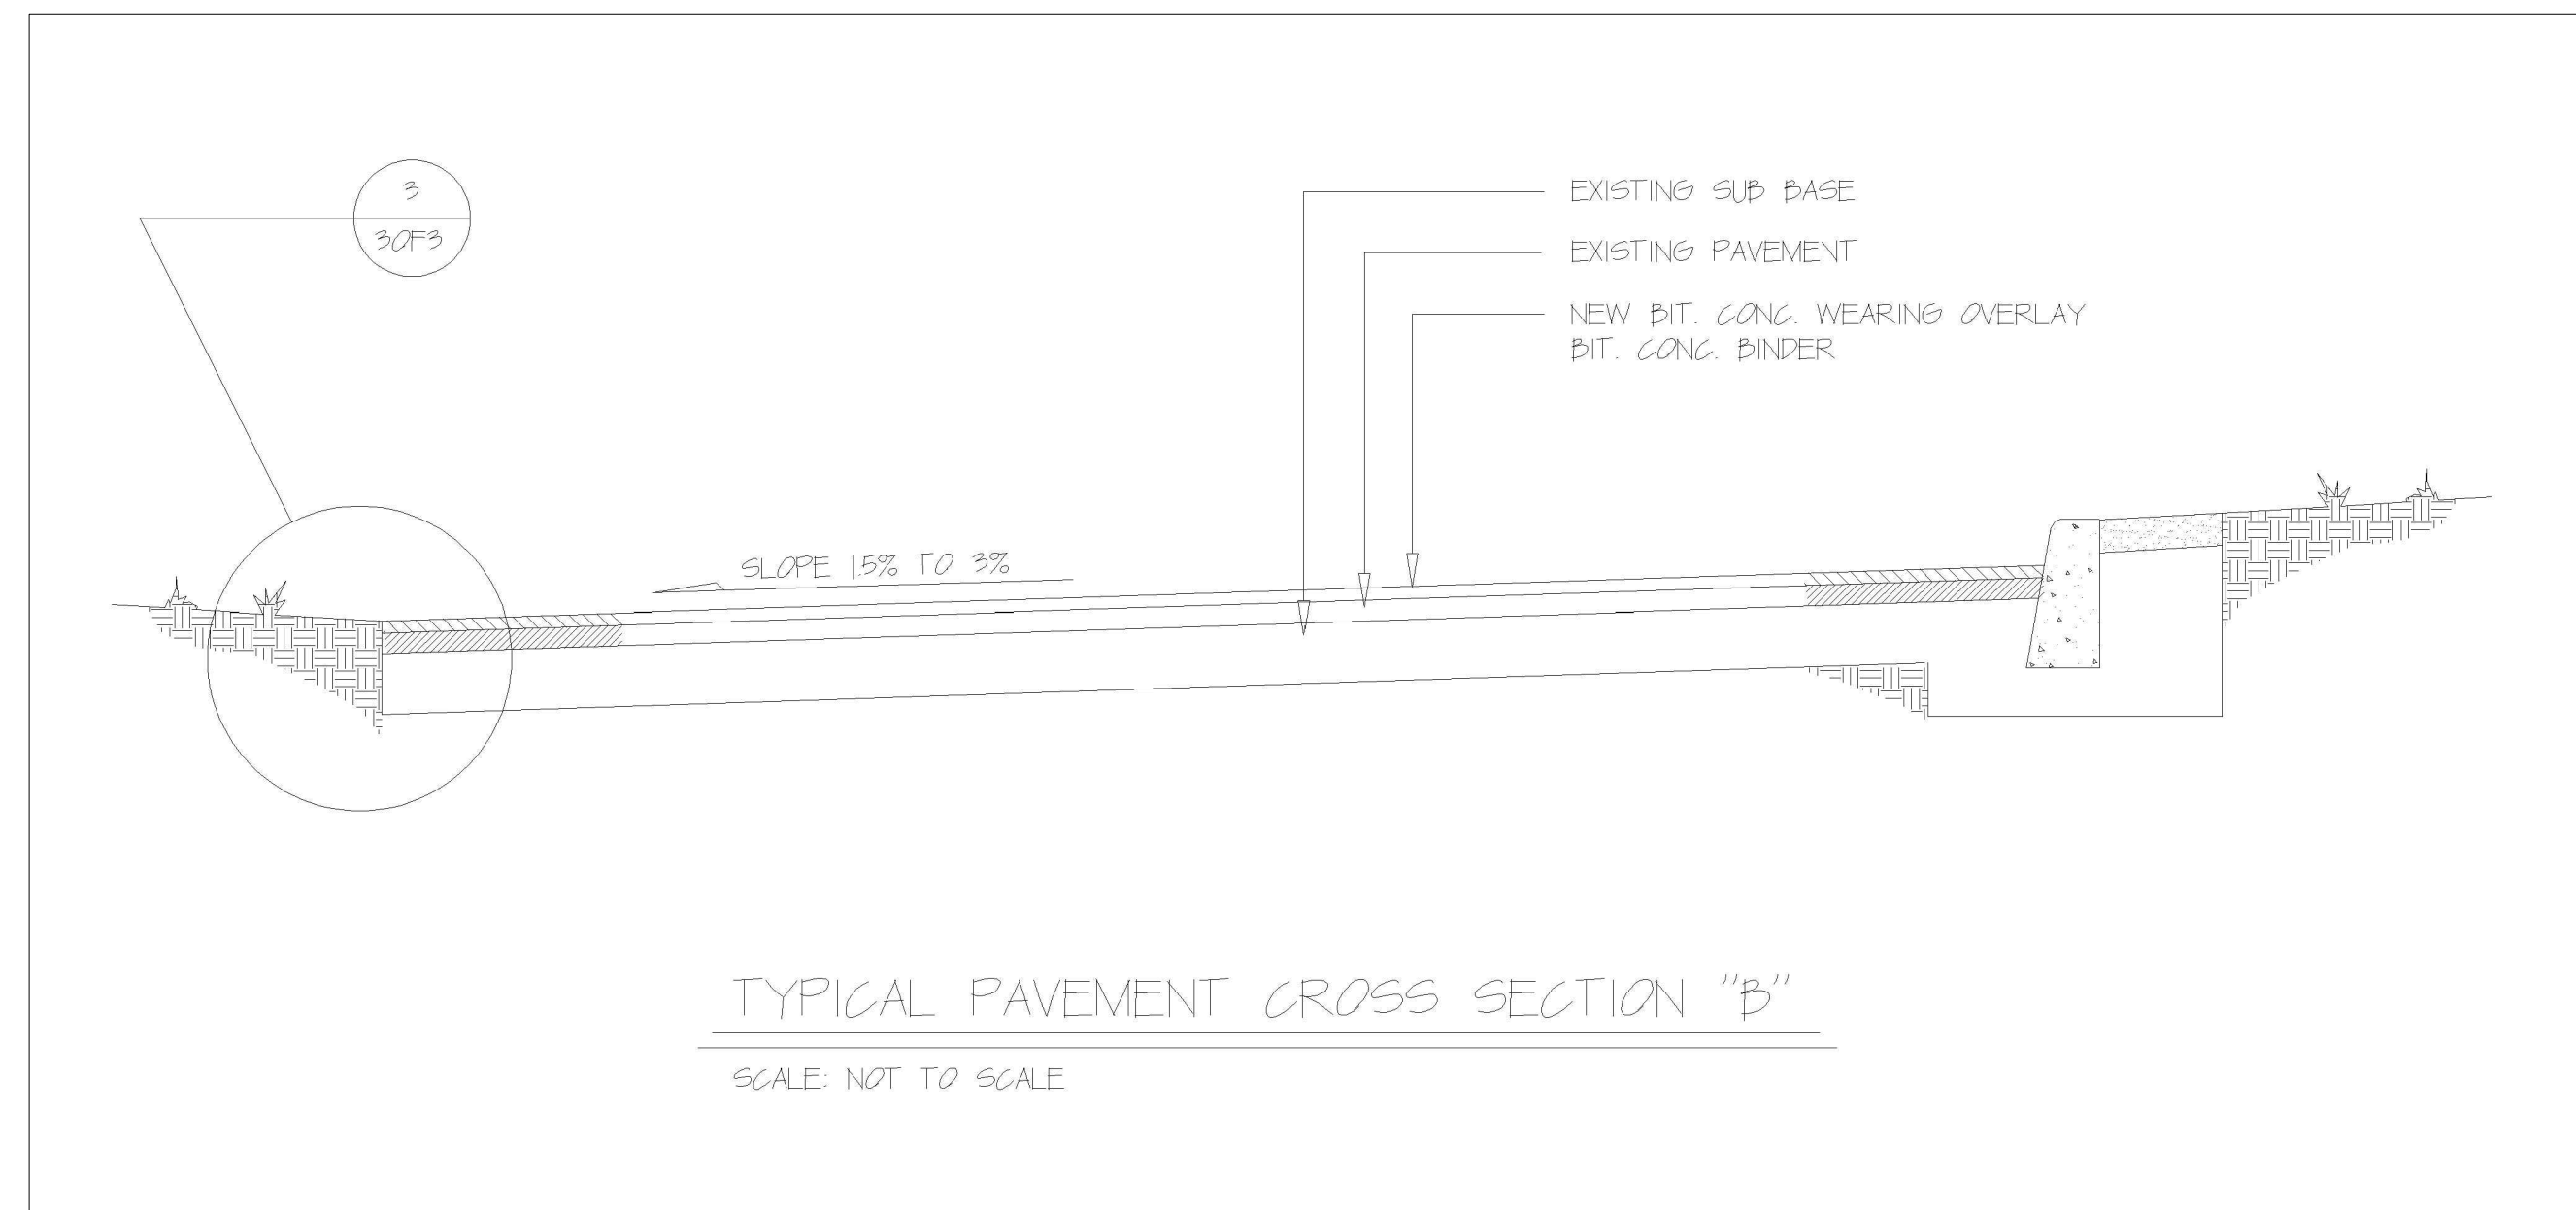 3
3OF3
EXISTING SUB BASE
EXISTING PAVEMENT
NEW BIT. CONC. WEARING OVERLAY
BIT. CONC. BINDER
SLOPE 1.5% TO 3%
TYPICAL PAVEMENT CROSS SECTION "B"
SCALE: NOT TO SCALE